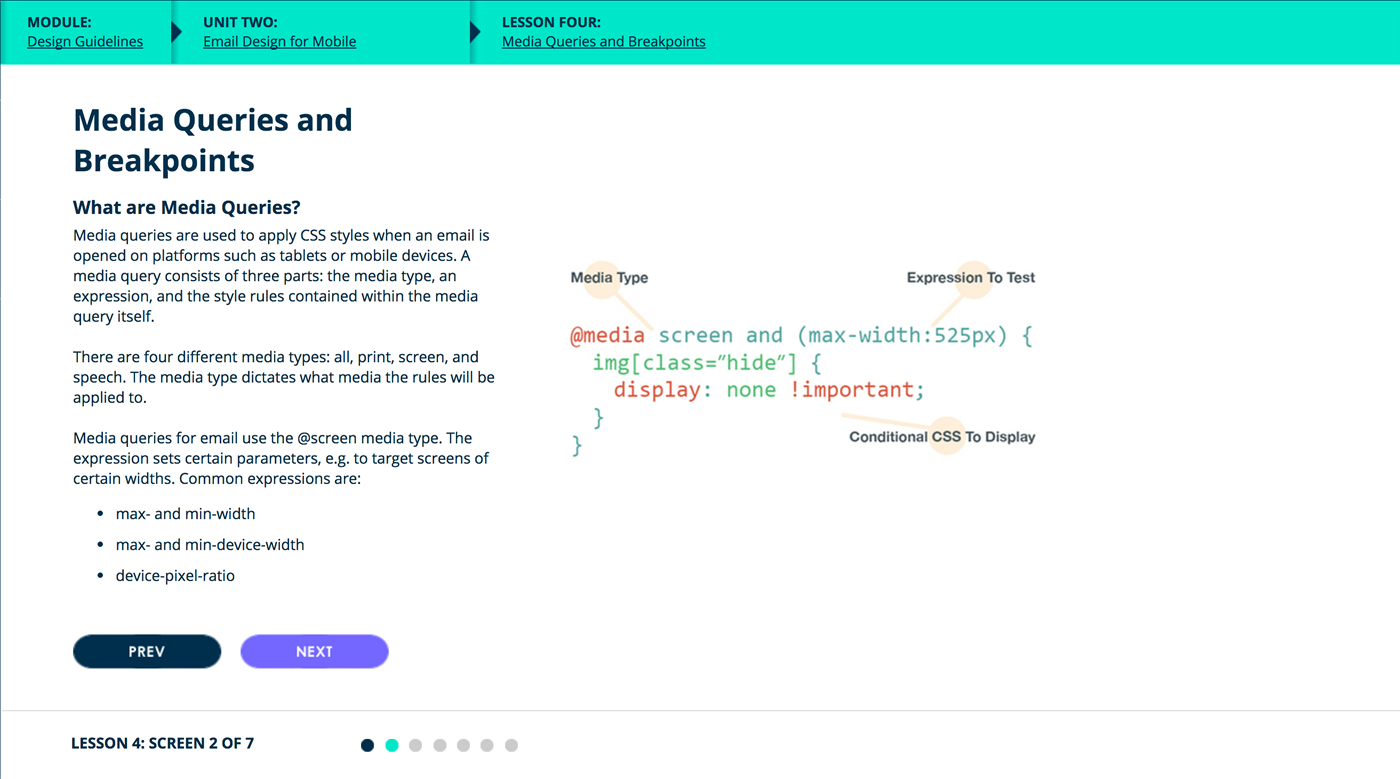 MODULE:
Design Guidelines
UNIT TWO:
Email Design for Mobile
LESSON FOUR:
Media Queries and Breakpoints
Media Queries and
Breakpoints
What are Media Queries?
Media queries are used to apply CSS styles when an email is
opened on platforms such as tablets or mobile devices. A
media query consists of three parts: the media type, an
expression, and the style rules contained within the media
query itself.
There are four different media types: all, print, screen, and
speech. The media type dictates what media the rules will be
applied to.
Media queries for email use the @screen media type. The
expression sets certain parameters, e.g. to target screens of
certain widths. Common expressions are:
• max- and min-width
• max- and min-device-width
• device-pixel-ratio
PREV
NEXT
Media Type
Expression To Test
@media screen and (max-width:525px) {
img[class=”hide”] {
display: none !important;
}
}
Conditional CSS To Display
LESSON 4: SCREEN 2 OF 7